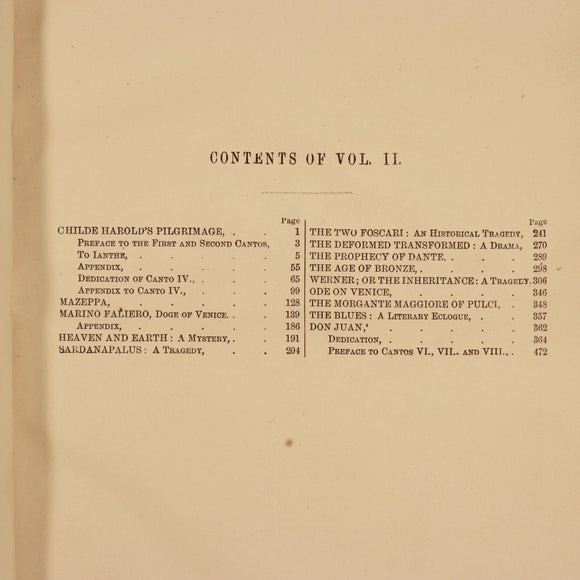 CONTENTS OF VOL. II.
Page
CHILDE HAROLD'S PILGRIMAGE, . . 1
PREFACE TO THE FIRST AND SECOND CANTOS, 3
TO IANTHE, . . . . . 5
APPENDIX, . . . . . 55
DEDICATION OF CANTO IV., . . . 65
APPENDIX TO CANTO IV., . . . 99
MAZEPPA, . . . . . 128
MARINO FALIERO, DOGE OF VENICE. . . 139
APPENDIX, . . . . . 186
HEAVEN AND EARTH: A MYSTERY, . . 191
SARDANAPALUS: A TRAGEDY, . . 204
Page
THE TWO FOSCARI: AN HISTORICAL TRAGEDY, 241
THE DEFORMED TRANSFORMED: A DRAMA, 270
THE PROPHECY OF DANTE. . . . 289
THE AGE OF BRONZE, . . . . 298
WERNER; OR THE INHERITANCE: A TRAGEDY. 306
ODE ON VENICE, . . . . 346
THE MORGANTE MAGGIORE OF PULCI, . 348
THE BLUES: A LITERARY ECLOGUE, . . 357
DON JUAN,' . . . . 362
DEDICATION, . . . . 364
PREFACE TO CANTOS VI., VII.. AND VIII., . 472